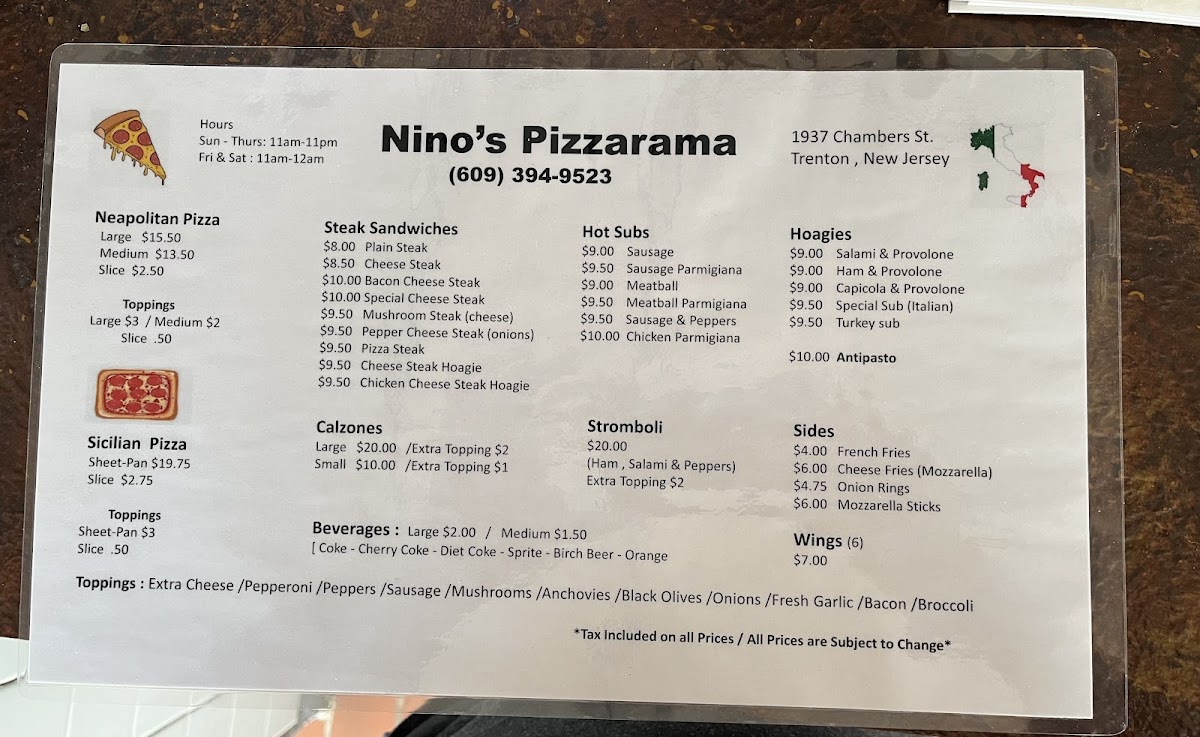 Hours
Sun - Thurs: 11am-11pm
Fri & Sat : 11am-12am
Nino's Pizzarama
(609) 394-9523
1937 Chambers St.
Trenton , New Jersey
Neapolitan Pizza
Large $15.50
Medium $13.50
Slice $2.50
Toppings
Large $3 / Medium $2
Slice .50
Sicilian Pizza
Sheet-Pan $19.75
Slice $2.75
Toppings
Sheet-Pan $3
Slice .50
Steak Sandwiches
$8.00 Plain Steak
$8.50 Cheese Steak
$10.00 Bacon Cheese Steak
$10.00 Special Cheese Steak
$9.50 Mushroom Steak (cheese)
$9.50 Pepper Cheese Steak (onions)
$9.50 Pizza Steak
$9.50 Cheese Steak Hoagie
$9.50 Chicken Cheese Steak Hoagie
Hot Subs
$9.00 Sausage
$9.50 Sausage Parmigiana
$9.00 Meatball
$9.50 Meatball Parmigiana
$9.50 Sausage & Peppers
$10.00 Chicken Parmigiana
Hoagies
$9.00 Salami & Provolone
$9.00 Ham & Provolone
$9.00 Capicola & Provolone
$9.50 Special Sub (Italian)
$9.50 Turkey sub
$10.00 Antipasto
Calzones
Large $20.00 /Extra Topping $2
Small $10.00 /Extra Topping $1
Stromboli
$20.00
(Ham , Salami & Peppers)
Extra Topping $2
Sides
$4.00 French Fries
$6.00 Cheese Fries (Mozzarella)
$4.75 Onion Rings
$6.00 Mozzarella Sticks
Beverages : Large $2.00 / Medium $1.50
[ Coke - Cherry Coke - Diet Coke - Sprite - Birch Beer - Orange
Wings (6)
$7.00
Toppings : Extra Cheese /Pepperoni /Peppers /Sausage /Mushrooms /Anchovies /Black Olives /Onions /Fresh Garlic /Bacon /Broccoli
*Tax Included on all Prices / All Prices are Subject to Change*